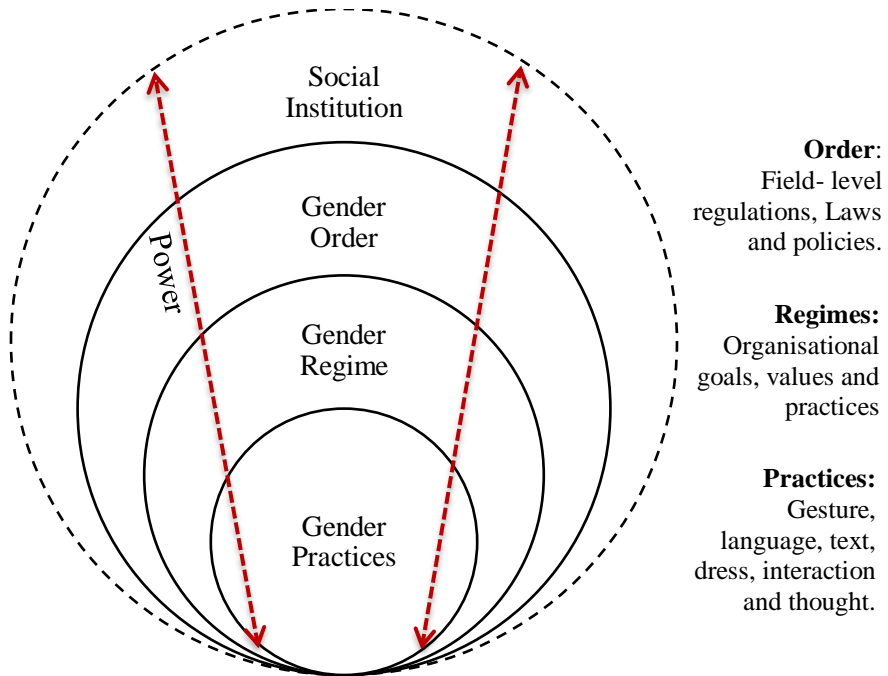 Social
Institution
Gender
Order
Power
Gender
Regime
Gender
Practices
Order:
Field- level
regulations, Laws
and policies.
Regimes:
Organisational
goals, values and
practices
Practices:
Gesture,
language, text,
dress, interaction
and thought.